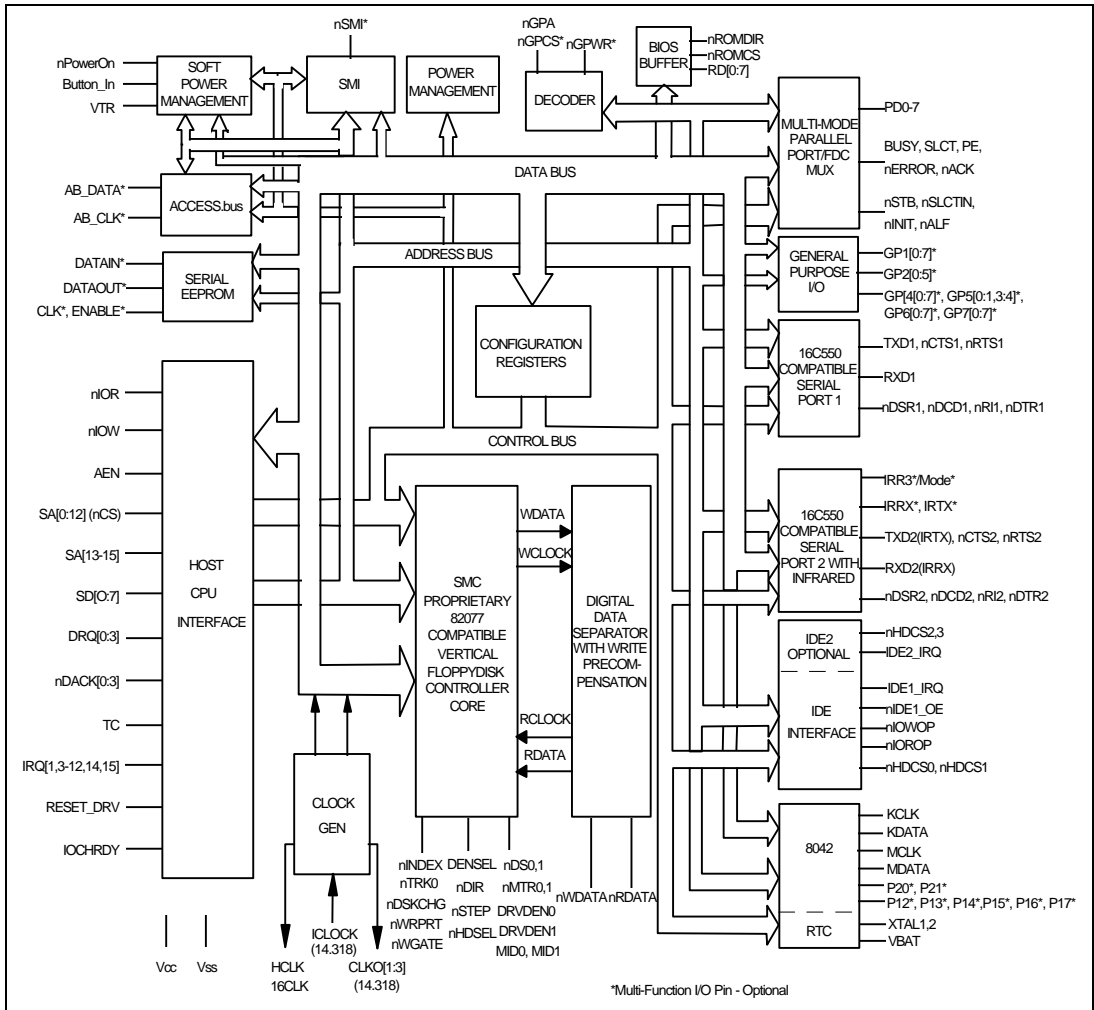 nSMI*
nGPA
nGPCS*
nGPWR*
BIOS
BUFFER
nROMDIR
nROMCS
RD[0:7]
nPowerOn
Button_In
VTR
SOFT
POWER
MANAGEMENT
SMI
POWER
MANAGEMENT
DECODER
MULTI-MODE
PARALLEL
PORT/FDC
MUX
PD0-7
BUSY, SLCT, PE,
nERROR, nACK
nSTB, nSLCTIN,
nINIT, nALF
DATA BUS
AB_DATA*
AB_CLK*
ACCESS.bus
ADDRESS BUS
DATAIN*
DATAOUT*
CLK*, ENABLE*
SERIAL
EEPROM
GENERAL
PURPOSE
I/O
GP1[0:7]*
GP2[0:5]*
GP[4[0:7]*, GP5[0:1,3:4]*,
GP6[0:7]*, GP7[0:7]*
CONFIGURATION
REGISTERS
16C550
COMPATIBLE
SERIAL
PORT 1
TXD1, nCTS1, nRTS1
RXD1
nDSR1, nDCD1, nRI1, nDTR1
CONTROL BUS
nIOR
nIOW
AEN
SA[0:12] (nCS)
SA[13-15]
SD[O:7]
DRQ[0:3]
nDACK[0:3]
TC
IRQ[1,3-12,14,15]
RESET_DRV
IOCHRDY
HOST
CPU
INTERFACE
SMC
PROPRIETARY
82077
COMPATIBLE
VERTICAL
FLOPPYDISK
CONTROLLER
CORE
WDATA
WCLOCK
RCLOCK
RDATA
DIGITAL
DATA
SEPARATOR
WITH WRITE
PRECOM-
PENSATION
16C550
COMPATIBLE
SERIAL
PORT 2 WITH
INFRARED
IRR3*/Mode*
IRRX*, IRTX*
TXD2(IRTX), nCTS2, nRTS2
RXD2(IRRX)
nDSR2, nDCD2, nRI2, nDTR2
IDE2
OPTIONAL
IDE
INTERFACE
nHDCS2,3
IDE2_IRQ
IDE1_IRQ
nIDE1_OE
nIOWOP
nIOROP
nHDCS0, nHDCS1
CLOCK
GEN
8042
RTC
KCLK
KDATA
MCLK
MDATA
P20*, P21*
P12*, P13*, P14*,P15*, P16*, P17*
XTAL1,2
VBAT
nINDEX
nTRK0
nDSKCHG
nWRPRT
nWGATE
DENSEL
nDIR
nSTEP
nHDSEL
nDS0,1
nMTR0,1
DRVDEN0
DRVDEN1
MID0, MID1
nWDATA
nRDATA
Vcc
Vss
HCLK
16CLK
ICLOCK
(14.318)
CLKO[1:3]
(14.318)
*Multi-Function I/O Pin - Optional